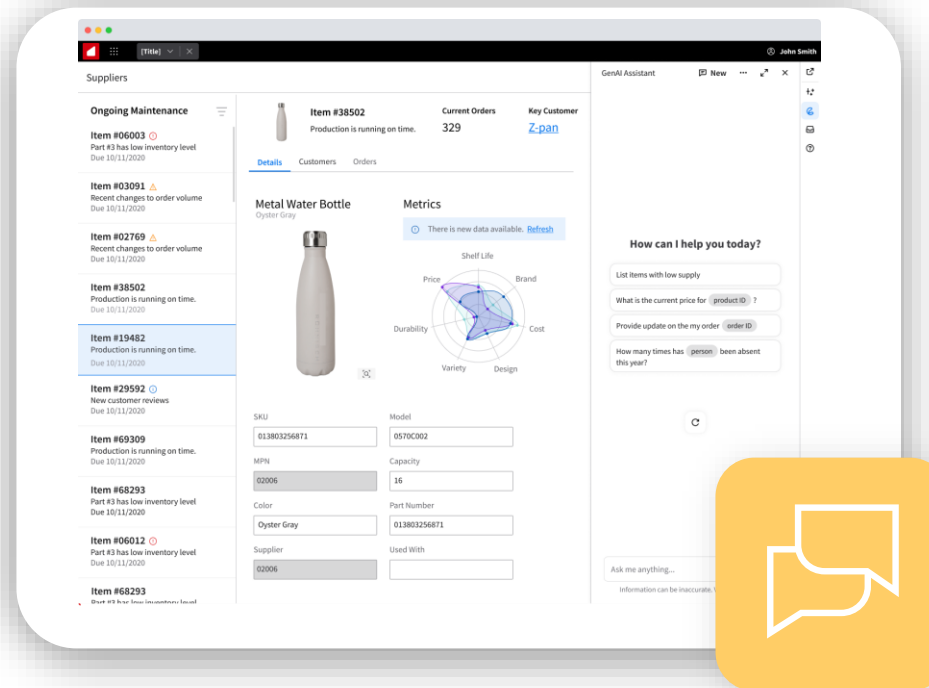 [Title]
John Smith
Suppliers
Ongoing Maintenance
Item #06003
Part #3 has low inventory level
Due 10/11/2020
Item #03091
Recent changes to order volume
Due 10/11/2020
Item #02769
Recent changes to order volume
Due 10/11/2020
Item #38502
Production is running on time.
Due 10/11/2020
Item #19482
Production is running on time.
Due 10/11/2020
Item #29592
New customer reviews
Due 10/11/2020
Item #69309
Production is running on time.
Due 10/11/2020
Item #68293
Part #3 has low inventory level
Due 10/11/2020
Item #06012
Part #3 has low inventory level
Due 10/11/2020
Item #68293
Part #3 has low inventory level
Item #38502
Production is running on time.
Current Orders
329
Key Customer
Z-pan
Details Customers Orders
Metal Water Bottle
Oyster Gray
Metrics
There is new data available. Refresh
Shelf Life
Price
Brand
Durability
Cost
Variety
Design
SKU
013803256871
Model
0570C002
MPN
02006
Capacity
16
Color
Oyster Gray
Part Number
013803256871
Supplier
02006
Used With
GenAI Assistant
New
How can I help you today?
List items with low supply
What is the current price for product ID ?
Provide update on the my order order ID
How many times has person been absent
this year?
Ask me anything...
Information can be inaccurate.